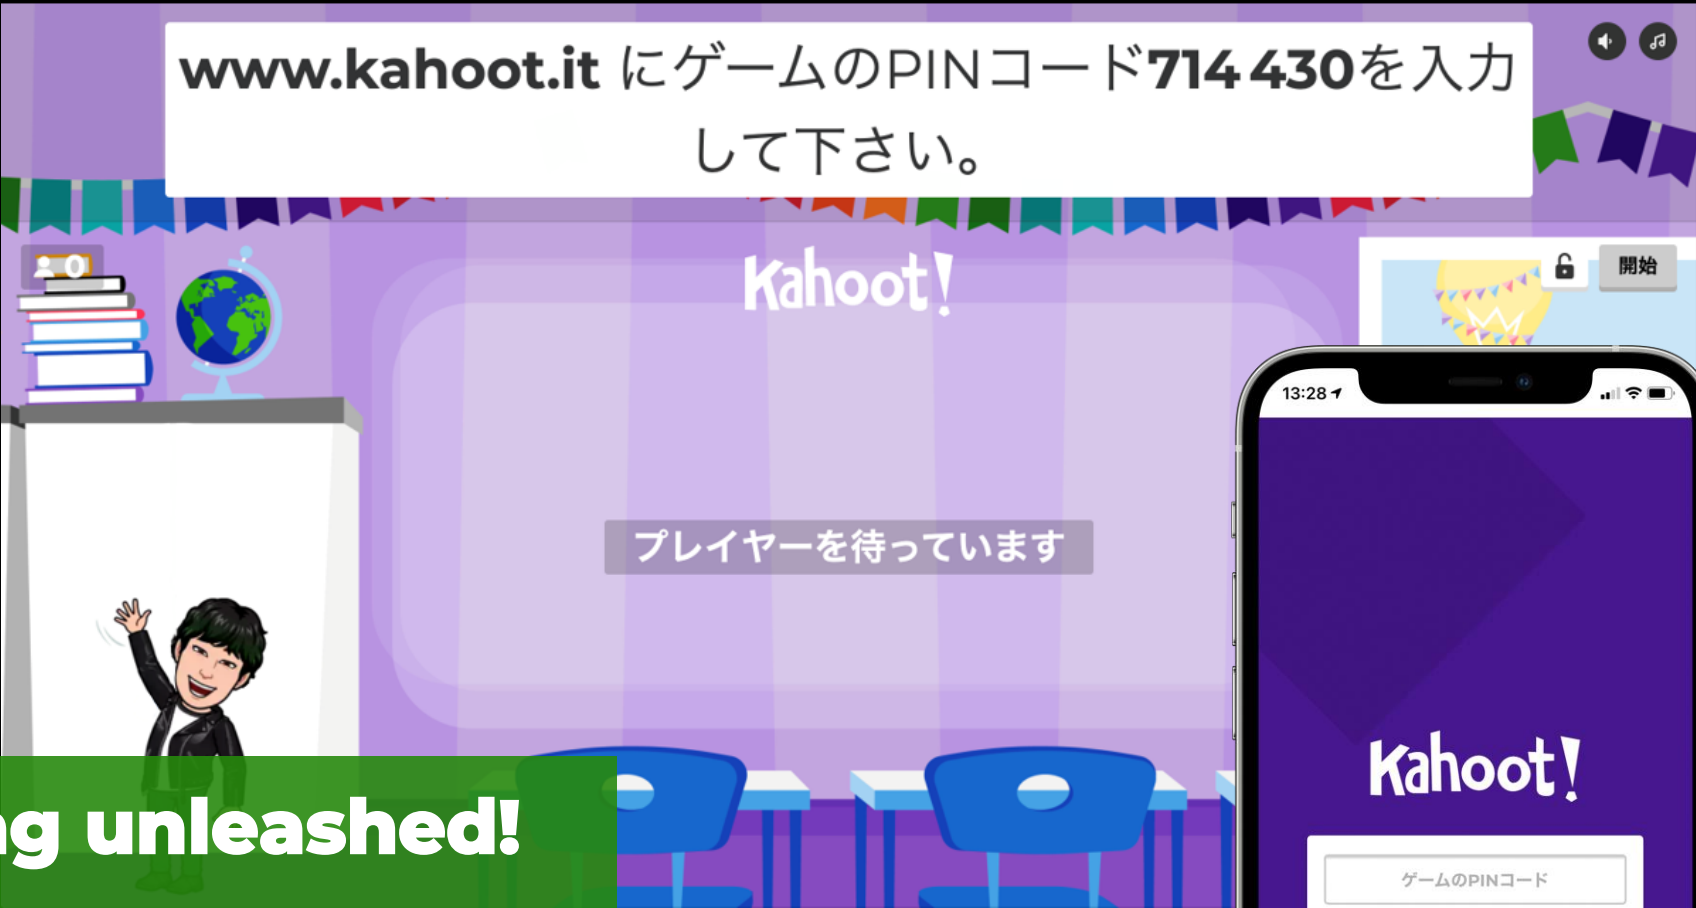 www.kahoot.it にゲームのPINコード714 430を入力
して下さい。
0
Kahoot!
開始
13:28
プレイヤーを待っています
Kahoot!
unleashed!
ゲームのPINコード